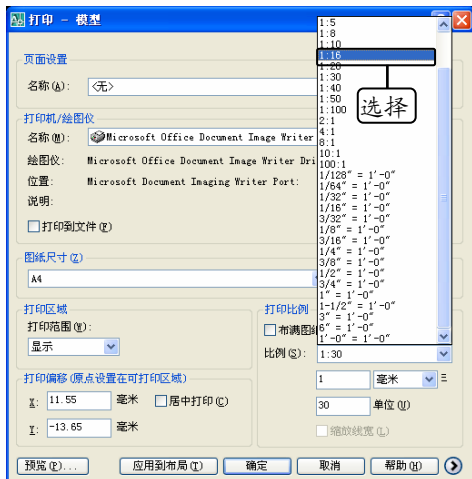 打印 - 模型
页面设置
名称(A):
<无>
打印机/绘图仪
名称(M):
Microsoft Office Document Image Writer
绘图仪:
Microsoft Office Document Image Writer Dri
位置:
Microsoft Document Imaging Writer Port:
说明:
打印到文件(F)
图纸尺寸(Z)
A4
打印区域
打印范围(W):
显示
打印偏移(原点设置在可打印区域)
X:
11.55
毫米
居中打印(C)
Y:
-13.65
毫米
打印比例
布满图纸
比例(S):
1:30
1
毫米
=
30
单位(U)
缩放线宽(L)
1:5
1:8
1:10
1:16
1:20
1:30
1:40
1:50
1:100
2:1
4:1
8:1
10:1
100:1
1/128" = 1'-0"
1/64" = 1'-0"
1/32" = 1'-0"
1/16" = 1'-0"
3/32" = 1'-0"
1/8" = 1'-0"
3/16" = 1'-0"
1/4" = 1'-0"
3/8" = 1'-0"
1/2" = 1'-0"
3/4" = 1'-0"
1" = 1'-0"
1-1/2" = 1'-0"
3" = 1'-0"
6" = 1'-0"
1'-0" = 1'-0"
选择
预览(P)...
应用到布局(T)
确定
取消
帮助(H)